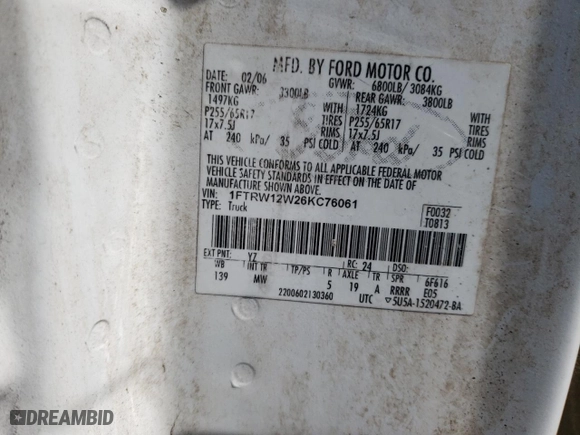 MFD. BY FORD MOTOR CO.
DATE: 02/06 GVWR: 6800LB/ 3084KG
FRONT GAWR: 3300LB REAR GAWR: 3800LB
1497KG WITH 1724KG WITH
P255/65R17 TIRES P255/65R17 TIRES
17x7.5J RIMS 17x7.5J RIMS
AT 240 kPa/ 35 PSI COLD AT 240 kPa/ 35 PSI COLD
THIS VEHICLE CONFORMS TO ALL APPLICABLE FEDERAL MOTOR
VEHICLE SAFETY STANDARDS IN EFFECT ON THE DATE OF
MANUFACTURE SHOWN ABOVE.
VIN: 1FTRW12W26KC76061 F0032
TYPE: Truck T0813
EXT PNT: YZ RC: 24 DSO:
WB INT TR TP/PS R AXLE TR SPR 6F616
139 MW 5 19 A RRRR E05
2200602130360 UTC ▽5U5A-1520472-BA
Ford
DREAMBID